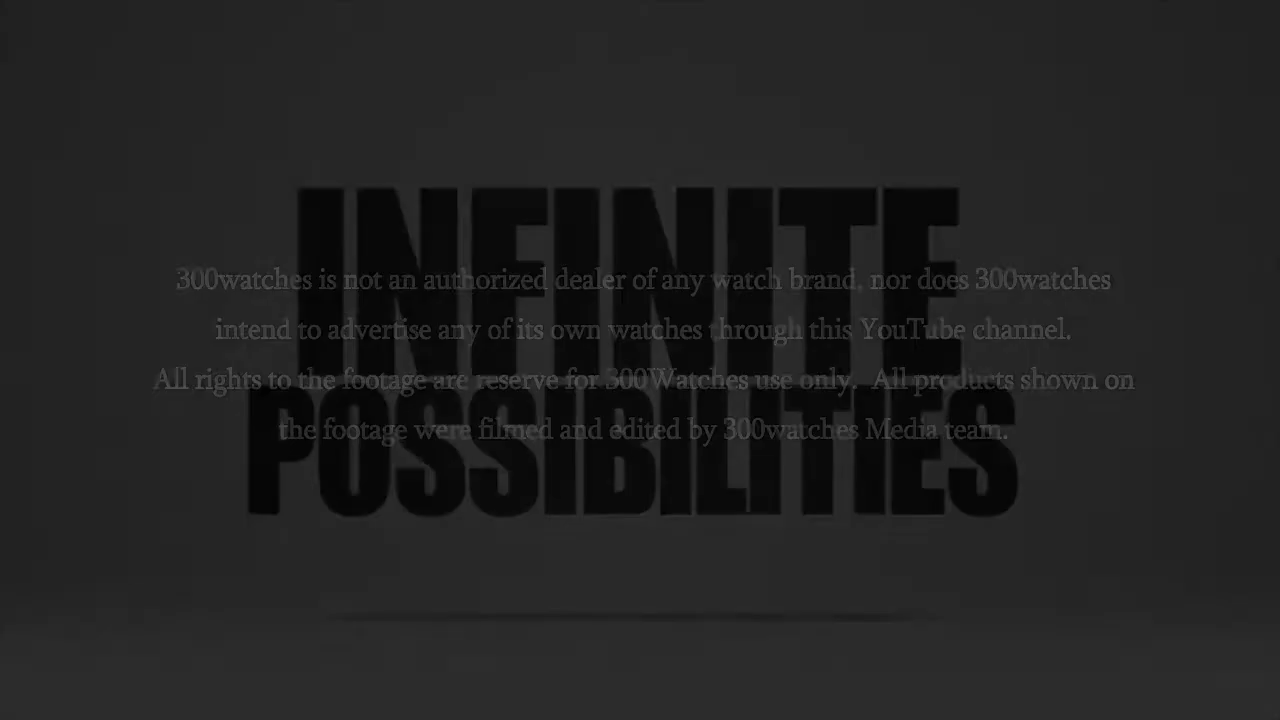 INFINITE
POSSIBILITIES
300watches is not an authorized dealer of any watch brand, nor does 300watches
intend to advertise any of its own watches through this YouTube channel.
All rights to the footage are reserve for 300Watches use only.  All products shown on
the footage were filmed and edited by 300watches Media team.